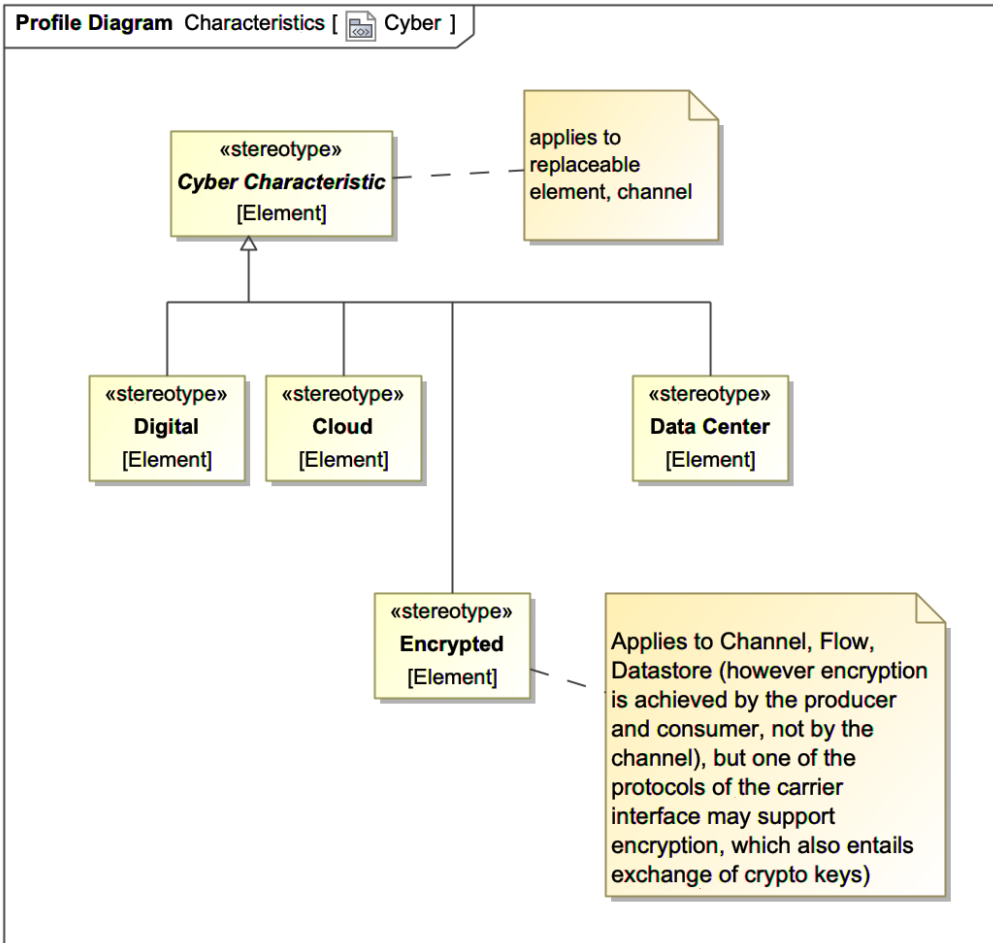 Profile Diagram Characteristics [ Cyber ]
«stereotype»
Cyber Characteristic
[Element]
applies to
replaceable
element, channel
«stereotype»
Digital
[Element]
«stereotype»
Cloud
[Element]
«stereotype»
Data Center
[Element]
«stereotype»
Encrypted
[Element]
Applies to Channel, Flow,
Datastore (however encryption
is achieved by the producer
and consumer, not by the
channel), but one of the
protocols of the carrier
interface may support
encryption, which also entails
exchange of crypto keys)